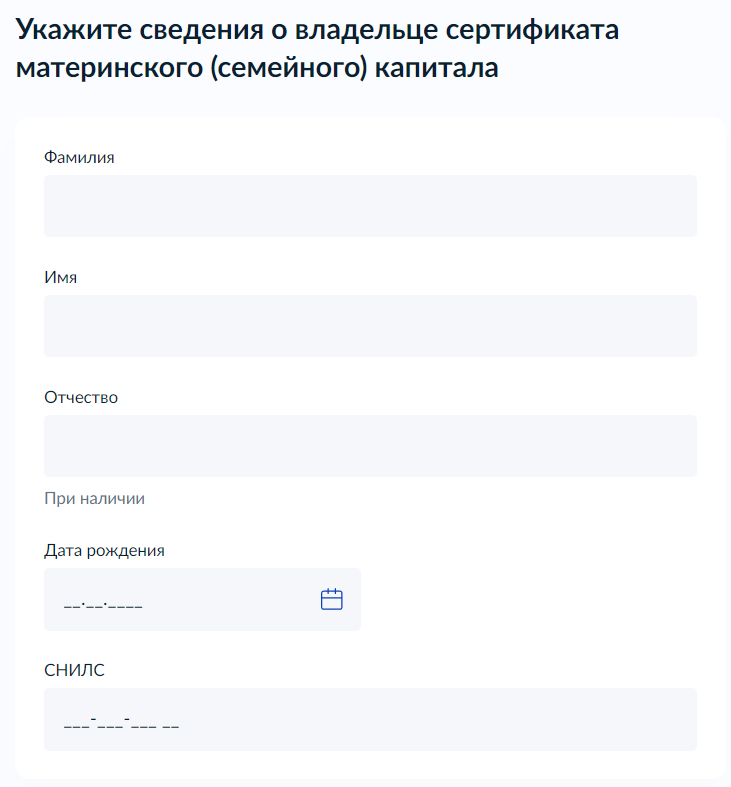 Укажите сведения о владельце сертификата
материнского (семейного) капитала
Фамилия
Имя
Отчество
При наличии
Дата рождения
__.__.____
СНИЛС
___-___-___ __